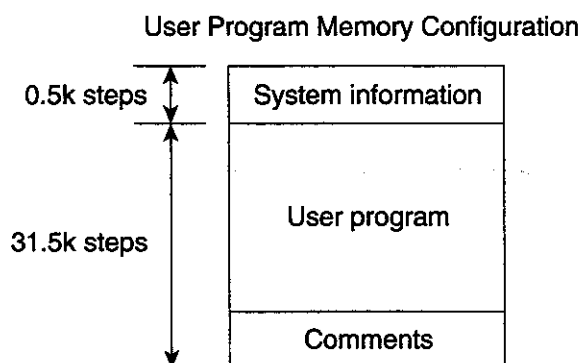 User Program Memory Configuration
0.5k steps
System information
User program
31.5k steps
Comments